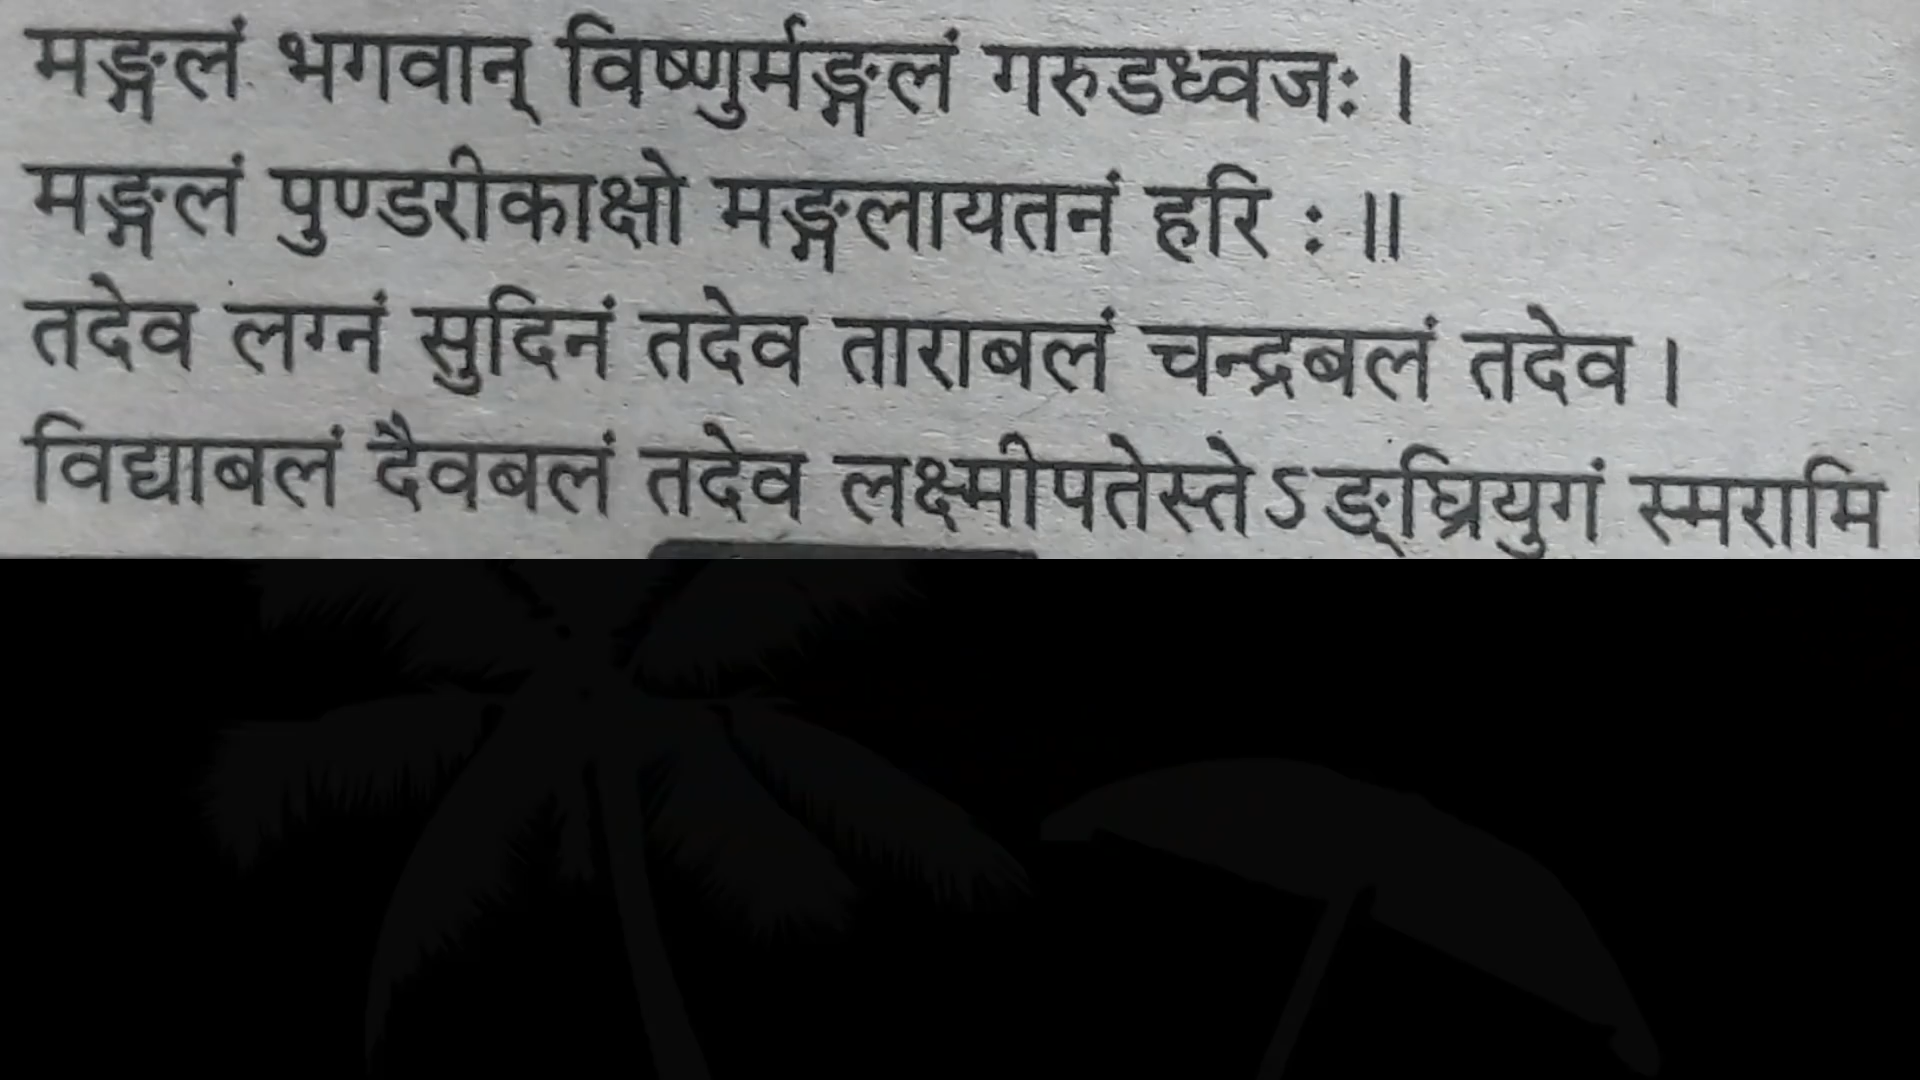 मङ्गलं भगवान् विष्णुर्मङ्गलं गरुडध्वजः ।
मङ्गलं पुण्डरीकाक्षो मङ्गलायतनं हरि : ॥
तदेव लग्नं सुदिनं तदेव ताराबलं चन्द्रबलं तदेव ।
विद्याबलं दैवबलं तदेव लक्ष्मीपतेस्तेऽङ्घ्रियुगं स्मरामि